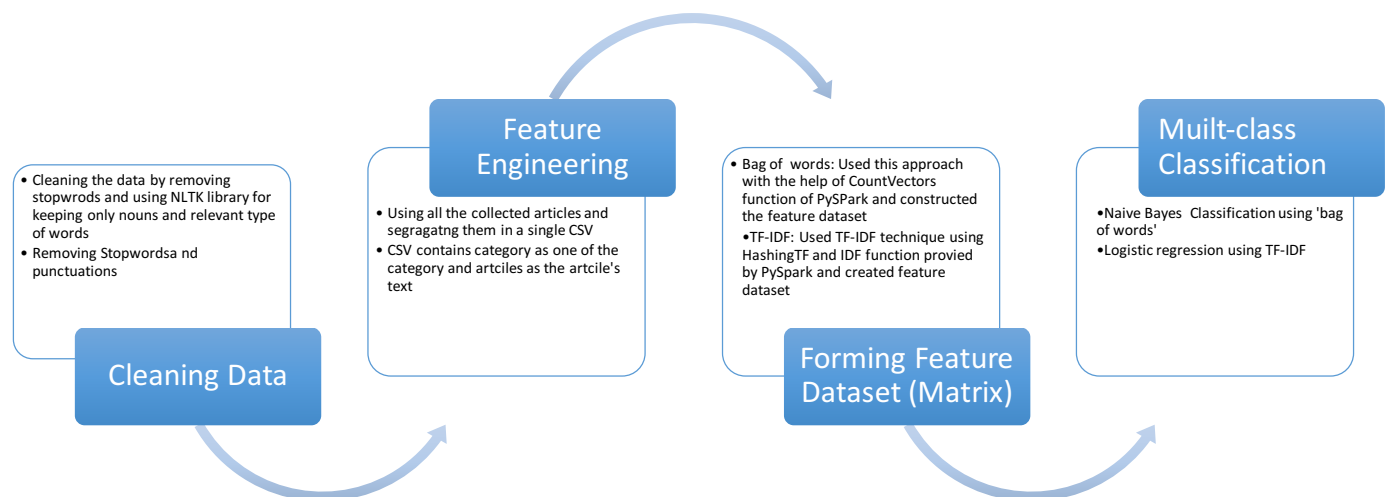 • Cleaning the data by removing
stopwrods and using NLTK library for
keeping only nouns and relevant type
of words
• Removing Stopwordsa nd
punctuations
Cleaning Data
Feature
Engineering
• Using all the collected articles and
segragatng them in a single CSV
• CSV contains category as one of the
category and artciles as the artcile's
text
• Bag of words: Used this approach
with the help of CountVectors
function of PySPark and constructed
the feature dataset
•TF-IDF: Used TF-IDF technique using
HashingTF and IDF function provied
by PySpark and created feature
dataset
Forming Feature
Dataset (Matrix)
Muilt-class
Classification
•Naive Bayes Classification using 'bag
of words'
•Logistic regression using TF-IDF